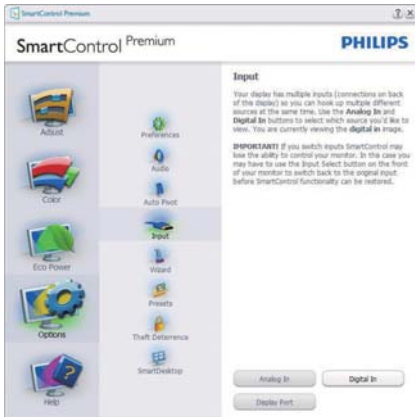 SmartControl Premium
SmartControl Premium
PHILIPS
Adjust
Color
Eco Power
Options
Help
Preferences
Audio
Auto Pivot
Input
Wizard
Presets
Theft Deterrence
SmartDesktop
Input
Your display has multiple inputs (connections on back
of the display) so you can hook up multiple different
sources at the same time. Use the Analog In and
Digital In buttons to select which source you'd like to
view. You are currently viewing the digital in image.
IMPORTANT! If you switch inputs SmartControl may
lose the ability to control your monitor. In the case you
may have to use the Input Select button on the front
of your monitor to switch back to the original input
before SmartControl functionality can be restored.
Analog In
Digital In
Display Port